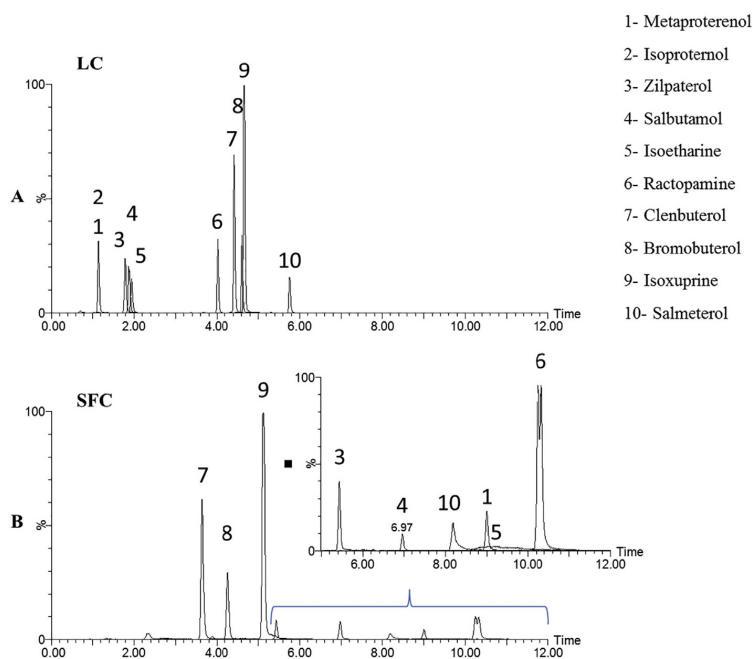 LC
100
A
%
0
1
2
3
4
5
6
7
8
9
10
0.00 2.00 4.00 6.00 8.00 10.00 12.00 Time
1- Metaproterenol
2- Isoproternol
3- Zilpaterol
4- Salbutamol
5- Isoetharine
6- Ractopamine
7- Clenbuterol
8- Bromobuterol
9- Isoxuprine
10- Salmeterol
SFC
100
B
%
0
7
8
9
0.00 2.00 4.00 6.00 8.00 10.00 12.00 Time
100
%
0
3
4
6.97
10
1
5
6
6.00 8.00 10.00 12.00 Time